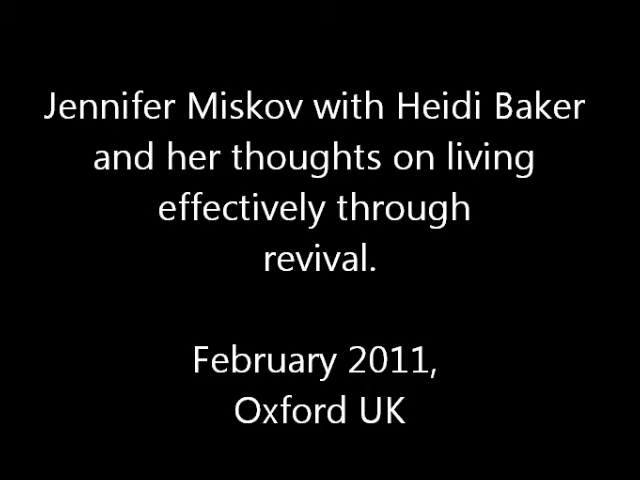 Jennifer Miskov with Heidi Baker
and her thoughts on living
effectively through
revival.
February 2011,
Oxford UK